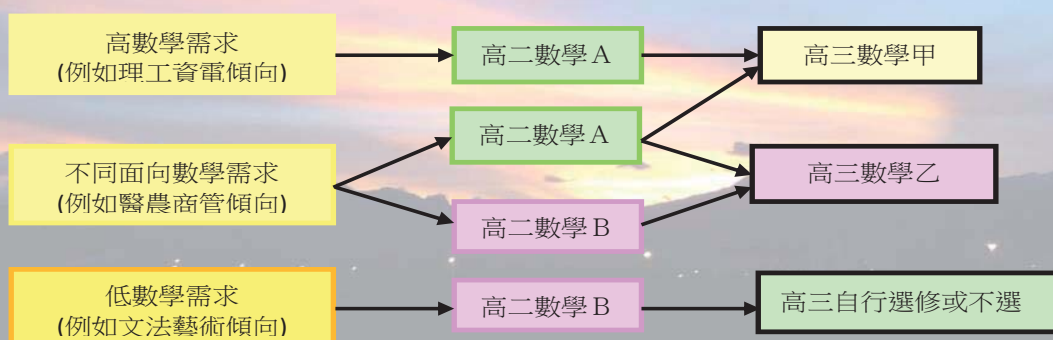 高數學需求
(例如理工資電傾向)
高二數學A
高三數學甲
不同面向數學需求
(例如醫農商管傾向)
高二數學A
高二數學B
高三數學乙
低數學需求
(例如文法藝術傾向)
高二數學B
高三自行選修或不選